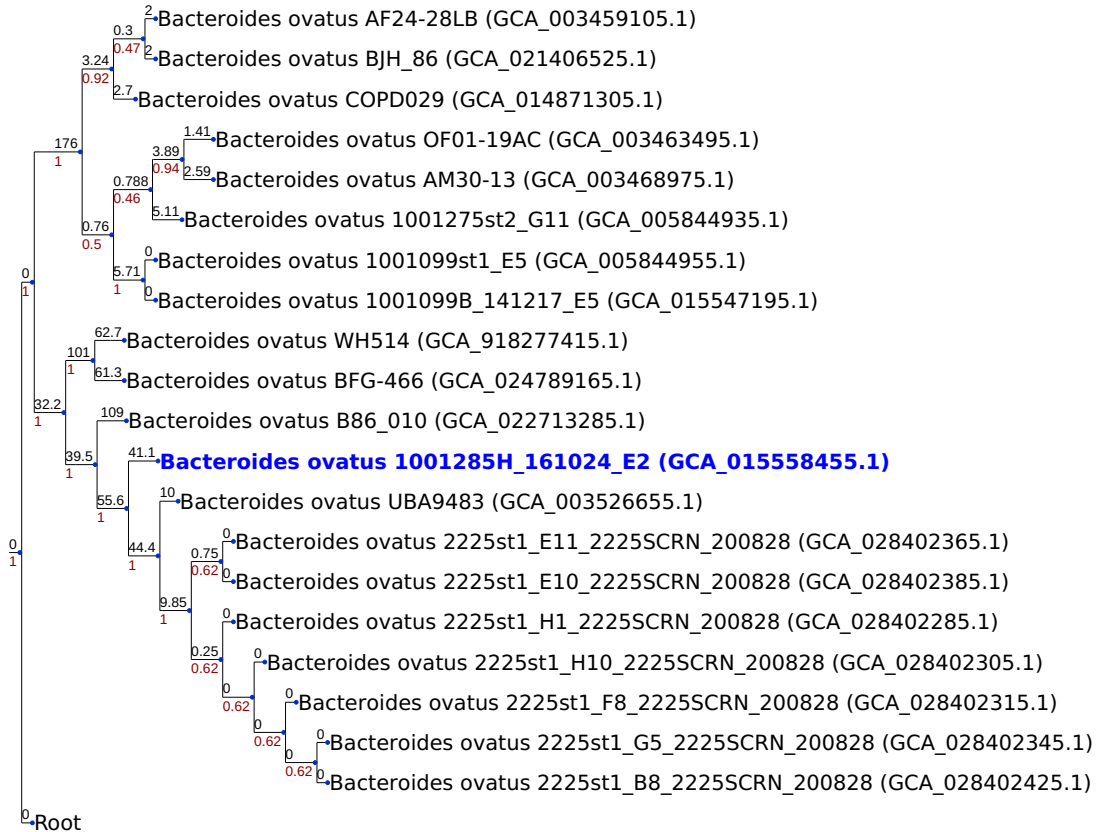 2
Bacteroides ovatus AF24-28LB (GCA_003459105.1)
0.3
0.47
2
Bacteroides ovatus BJH_86 (GCA_021406525.1)
3.24
0.92
2.7
Bacteroides ovatus COPD029 (GCA_014871305.1)
176
1
1.41
Bacteroides ovatus OF01-19AC (GCA_003463495.1)
3.89
0.94
2.59
Bacteroides ovatus AM30-13 (GCA_003468975.1)
0.788
0.46
5.11
Bacteroides ovatus 1001275st2_G11 (GCA_005844935.1)
0.76
0.5
0
Bacteroides ovatus 1001099st1_E5 (GCA_005844955.1)
5.71
1
0
Bacteroides ovatus 1001099B_141217_E5 (GCA_015547195.1)
0
1
62.7
Bacteroides ovatus WH514 (GCA_918277415.1)
101
1
61.3
Bacteroides ovatus BFG-466 (GCA_024789165.1)
32.2
1
109
Bacteroides ovatus B86_010 (GCA_022713285.1)
39.5
1
41.1
Bacteroides ovatus 1001285H_161024_E2 (GCA_015558455.1)
55.6
1
10
Bacteroides ovatus UBA9483 (GCA_003526655.1)
44.4
1
0
Bacteroides ovatus 2225st1_E11_2225SCRN_200828 (GCA_028402365.1)
0.75
0.62
0
Bacteroides ovatus 2225st1_E10_2225SCRN_200828 (GCA_028402385.1)
9.85
1
0
Bacteroides ovatus 2225st1_H1_2225SCRN_200828 (GCA_028402285.1)
0.25
0.62
0
Bacteroides ovatus 2225st1_H10_2225SCRN_200828 (GCA_028402305.1)
0
0.62
0
Bacteroides ovatus 2225st1_F8_2225SCRN_200828 (GCA_028402315.1)
0
0.62
0
Bacteroides ovatus 2225st1_G5_2225SCRN_200828 (GCA_028402345.1)
0
0.62
0
Bacteroides ovatus 2225st1_B8_2225SCRN_200828 (GCA_028402425.1)
0
1
0
Root